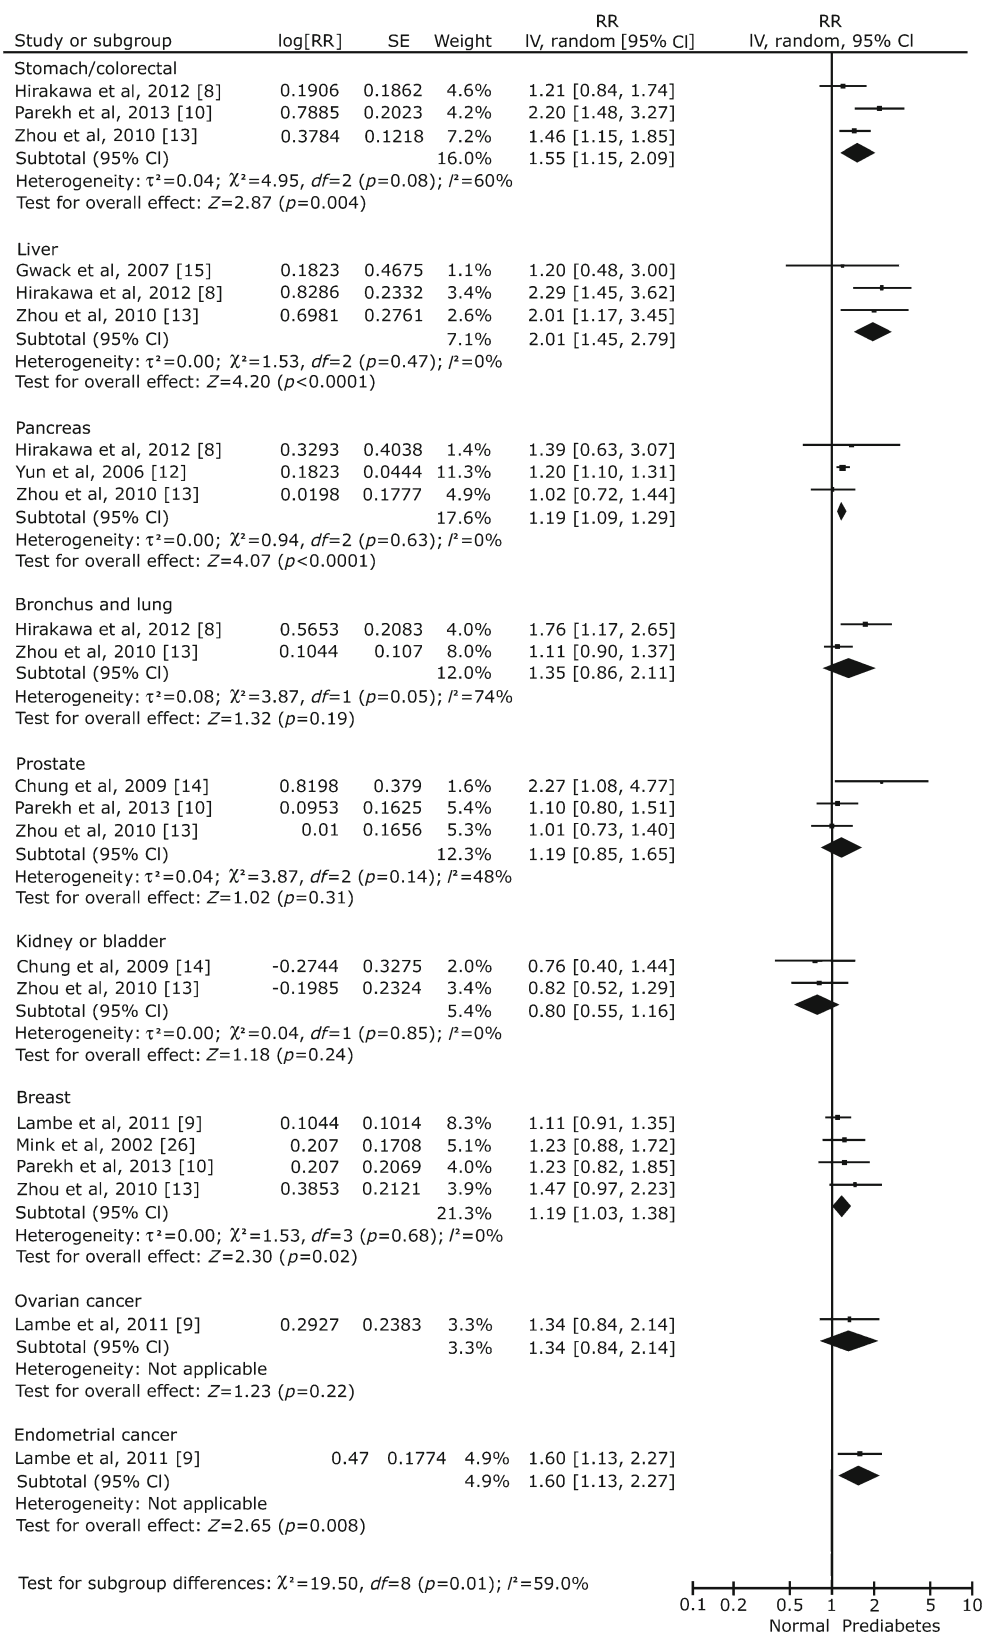 RR RR
Study or subgroup log[RR] SE Weight IV, random [95% CI] IV, random, 95% CI
Stomach/colorectal
Hirakawa et al, 2012 [8] 0.1906 0.1862 4.6% 1.21 [0.84, 1.74]
Parekh et al, 2013 [10] 0.7885 0.2023 4.2% 2.20 [1.48, 3.27]
Zhou et al, 2010 [13] 0.3784 0.1218 7.2% 1.46 [1.15, 1.85]
Subtotal (95% CI) 16.0% 1.55 [1.15, 2.09]
Heterogeneity: τ²=0.04; χ²=4.95, df=2 (p=0.08); I²=60%
Test for overall effect: Z=2.87 (p=0.004)
Liver
Gwack et al, 2007 [15] 0.1823 0.4675 1.1% 1.20 [0.48, 3.00]
Hirakawa et al, 2012 [8] 0.8286 0.2332 3.4% 2.29 [1.45, 3.62]
Zhou et al, 2010 [13] 0.6981 0.2761 2.6% 2.01 [1.17, 3.45]
Subtotal (95% CI) 7.1% 2.01 [1.45, 2.79]
Heterogeneity: τ²=0.00; χ²=1.53, df=2 (p=0.47); I²=0%
Test for overall effect: Z=4.20 (p<0.0001)
Pancreas
Hirakawa et al, 2012 [8] 0.3293 0.4038 1.4% 1.39 [0.63, 3.07]
Yun et al, 2006 [12] 0.1823 0.0444 11.3% 1.20 [1.10, 1.31]
Zhou et al, 2010 [13] 0.0198 0.1777 4.9% 1.02 [0.72, 1.44]
Subtotal (95% CI) 17.6% 1.19 [1.09, 1.29]
Heterogeneity: τ²=0.00; χ²=0.94, df=2 (p=0.63); I²=0%
Test for overall effect: Z=4.07 (p<0.0001)
Bronchus and lung
Hirakawa et al, 2012 [8] 0.5653 0.2083 4.0% 1.76 [1.17, 2.65]
Zhou et al, 2010 [13] 0.1044 0.107 8.0% 1.11 [0.90, 1.37]
Subtotal (95% CI) 12.0% 1.35 [0.86, 2.11]
Heterogeneity: τ²=0.08; χ²=3.87, df=1 (p=0.05); I²=74%
Test for overall effect: Z=1.32 (p=0.19)
Prostate
Chung et al, 2009 [14] 0.8198 0.379 1.6% 2.27 [1.08, 4.77]
Parekh et al, 2013 [10] 0.0953 0.1625 5.4% 1.10 [0.80, 1.51]
Zhou et al, 2010 [13] 0.01 0.1656 5.3% 1.01 [0.73, 1.40]
Subtotal (95% CI) 12.3% 1.19 [0.85, 1.65]
Heterogeneity: τ²=0.04; χ²=3.87, df=2 (p=0.14); I²=48%
Test for overall effect: Z=1.02 (p=0.31)
Kidney or bladder
Chung et al, 2009 [14] -0.2744 0.3275 2.0% 0.76 [0.40, 1.44]
Zhou et al, 2010 [13] -0.1985 0.2324 3.4% 0.82 [0.52, 1.29]
Subtotal (95% CI) 5.4% 0.80 [0.55, 1.16]
Heterogeneity: τ²=0.00; χ²=0.04, df=1 (p=0.85); I²=0%
Test for overall effect: Z=1.18 (p=0.24)
Breast
Lambe et al, 2011 [9] 0.1044 0.1014 8.3% 1.11 [0.91, 1.35]
Mink et al, 2002 [26] 0.207 0.1708 5.1% 1.23 [0.88, 1.72]
Parekh et al, 2013 [10] 0.207 0.2069 4.0% 1.23 [0.82, 1.85]
Zhou et al, 2010 [13] 0.3853 0.2121 3.9% 1.47 [0.97, 2.23]
Subtotal (95% CI) 21.3% 1.19 [1.03, 1.38]
Heterogeneity: τ²=0.00; χ²=1.53, df=3 (p=0.68); I²=0%
Test for overall effect: Z=2.30 (p=0.02)
Ovarian cancer
Lambe et al, 2011 [9] 0.2927 0.2383 3.3% 1.34 [0.84, 2.14]
Subtotal (95% CI) 3.3% 1.34 [0.84, 2.14]
Heterogeneity: Not applicable
Test for overall effect: Z=1.23 (p=0.22)
Endometrial cancer
Lambe et al, 2011 [9] 0.47 0.1774 4.9% 1.60 [1.13, 2.27]
Subtotal (95% CI) 4.9% 1.60 [1.13, 2.27]
Heterogeneity: Not applicable
Test for overall effect: Z=2.65 (p=0.008)
Test for subgroup differences: χ²=19.50, df=8 (p=0.01); I²=59.0%
0.1 0.2 0.5 1 2 5 10
Normal Prediabetes